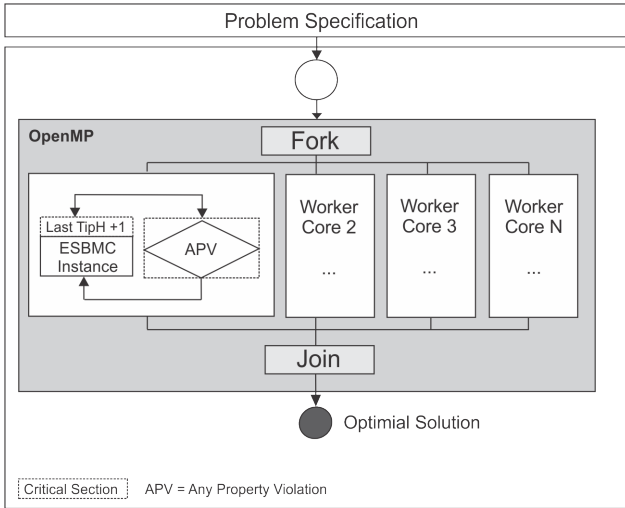 Problem Specification
OpenMP
Fork
Last TipH +1
ESBMC
Instance
APV
Worker
Core 2
...
Worker
Core 3
...
Worker
Core N
...
Join
Optimial Solution
Critical Section
APV = Any Property Violation